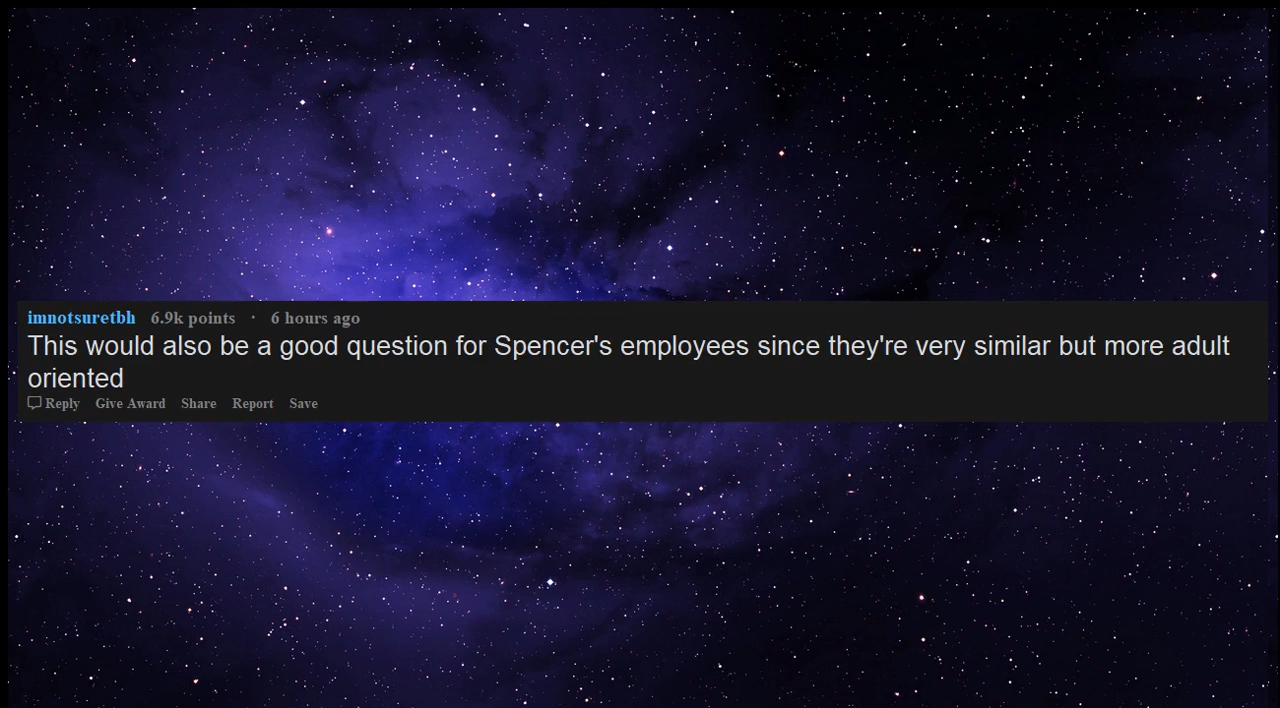 imnotsuretbh 6.9k points · 6 hours ago
This would also be a good question for Spencer's employees since they're very similar but more adult
oriented
Reply Give Award Share Report Save